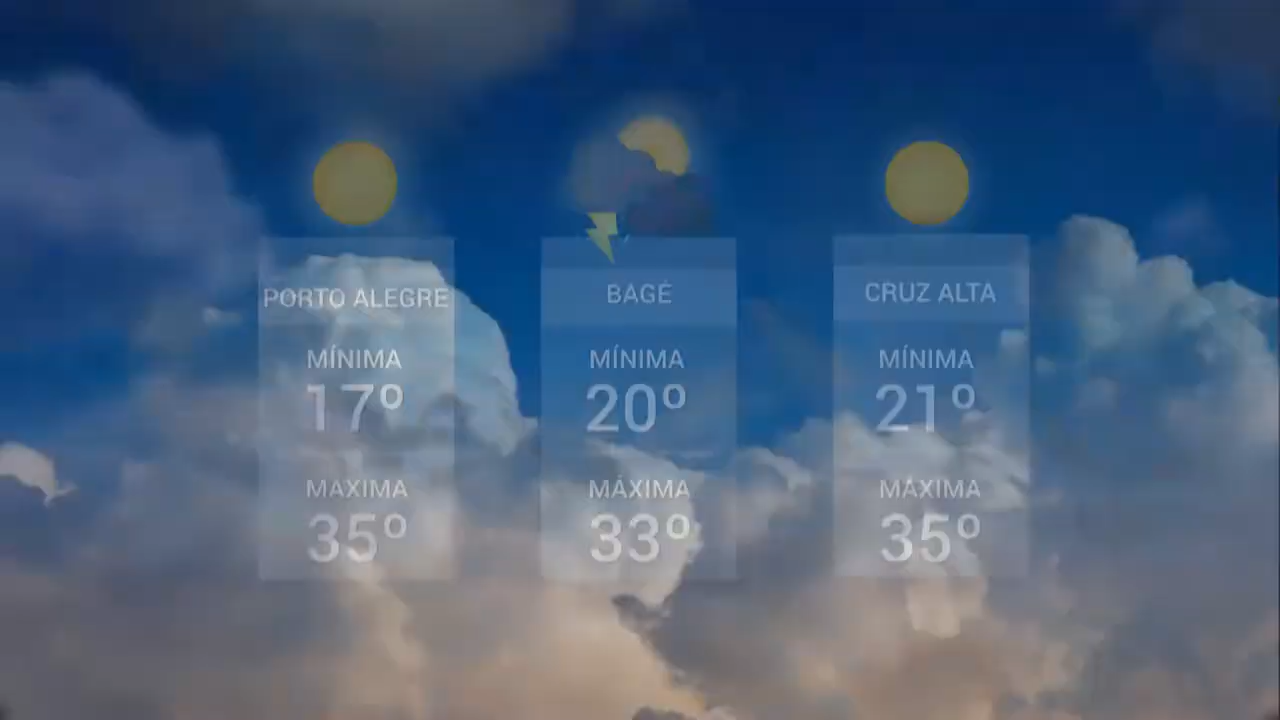 PORTO ALEGRE
MÍNIMA
17º
MÁXIMA
35º
BAGÉ
MÍNIMA
20º
MÁXIMA
33º
CRUZ ALTA
MÍNIMA
21º
MÁXIMA
35º